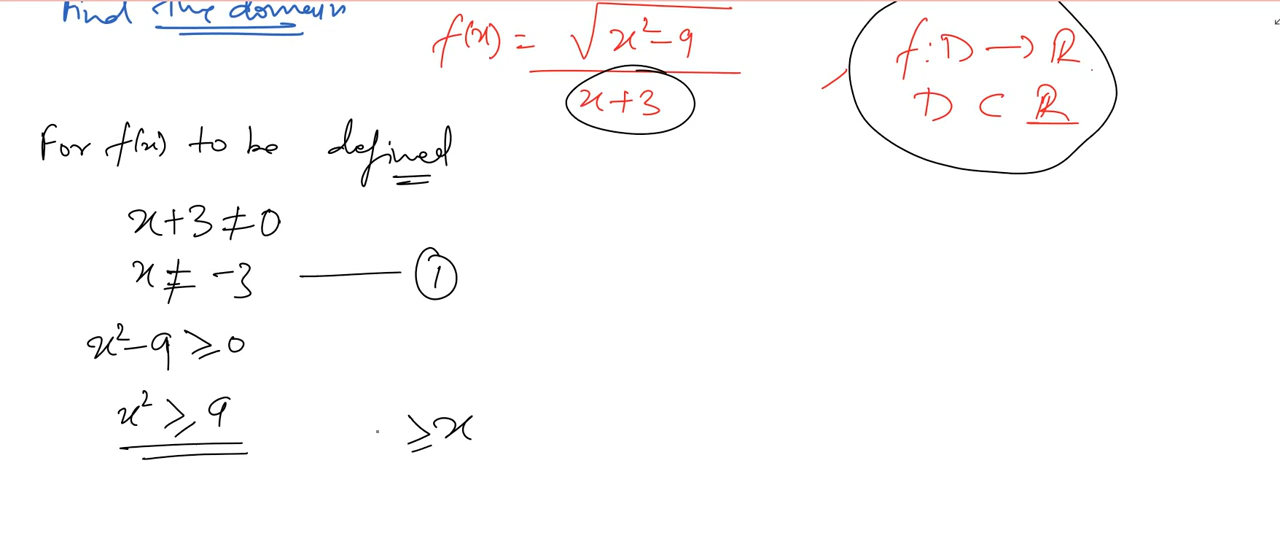 Find the domain
f(x) = √(x²-9) / (x+3)
f: D → R
D ⊂ R
For f(x) to be defined
x+3 ≠ 0
x ≠ -3 —— ①
x²-9 ⩾ 0
x² ⩾ 9
⩾ x